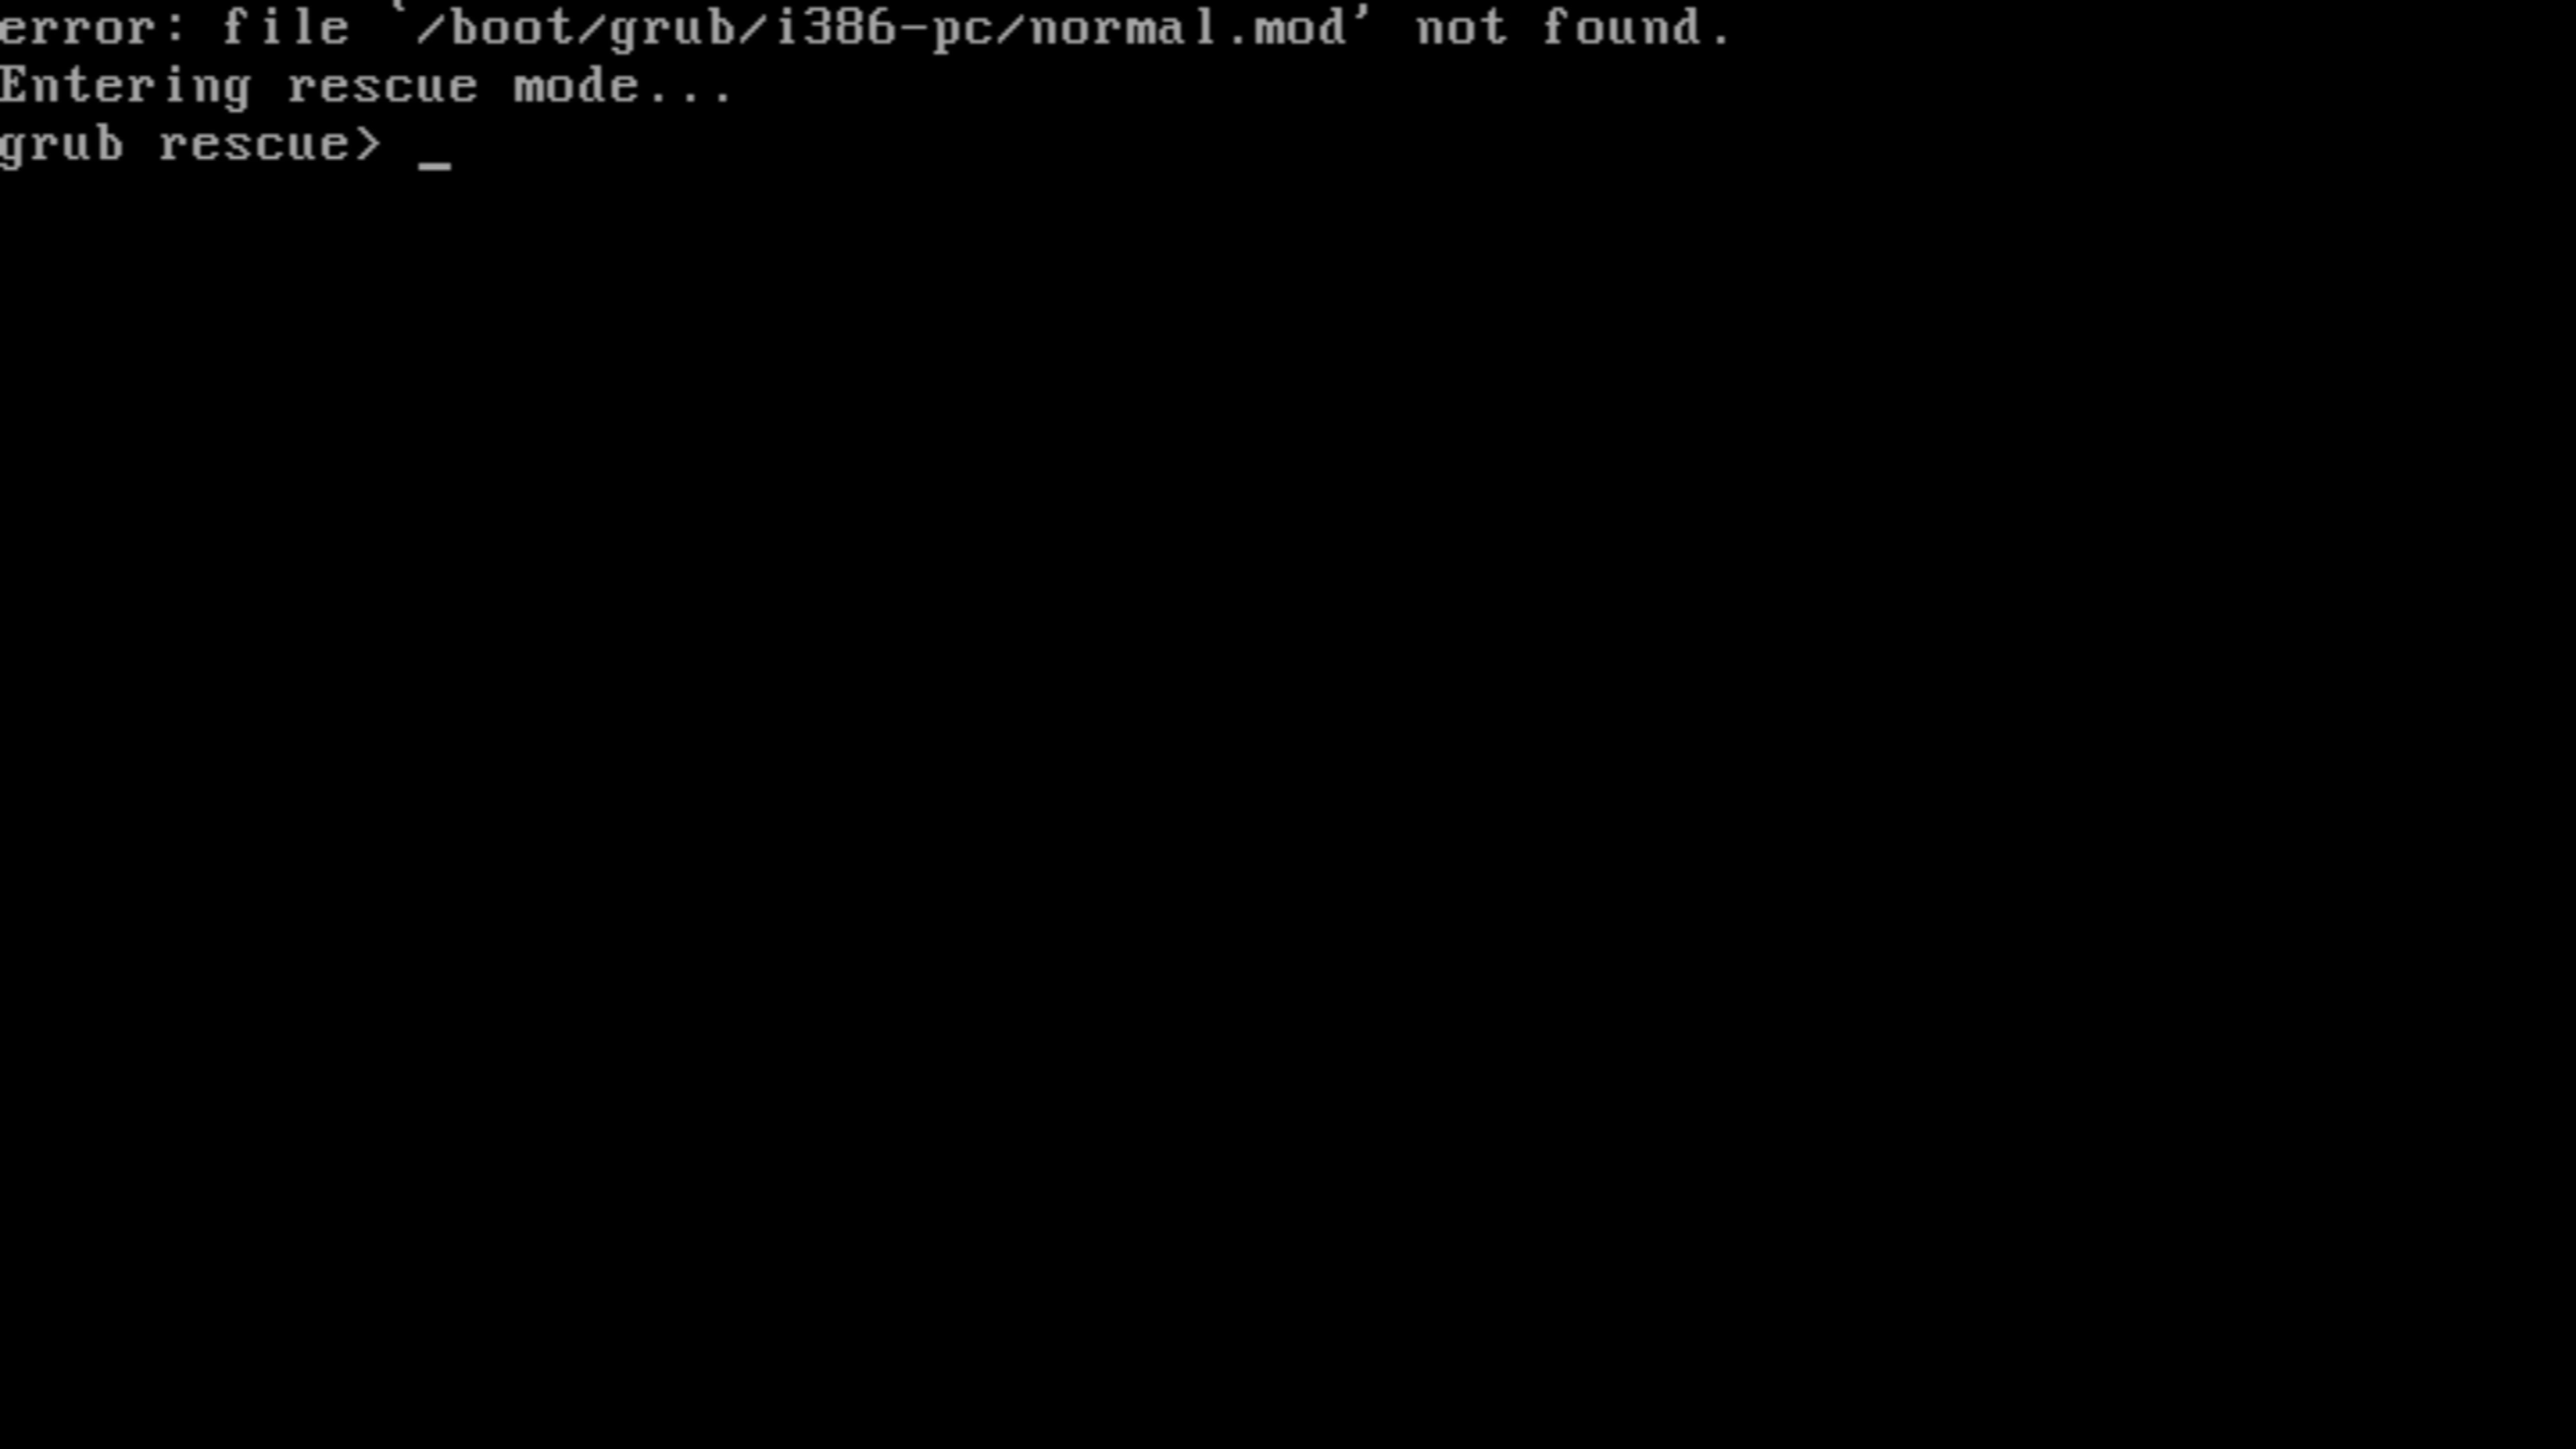 error: file `/boot/grub/i386-pc/normal.mod' not found.
Entering rescue mode...
grub rescue> _